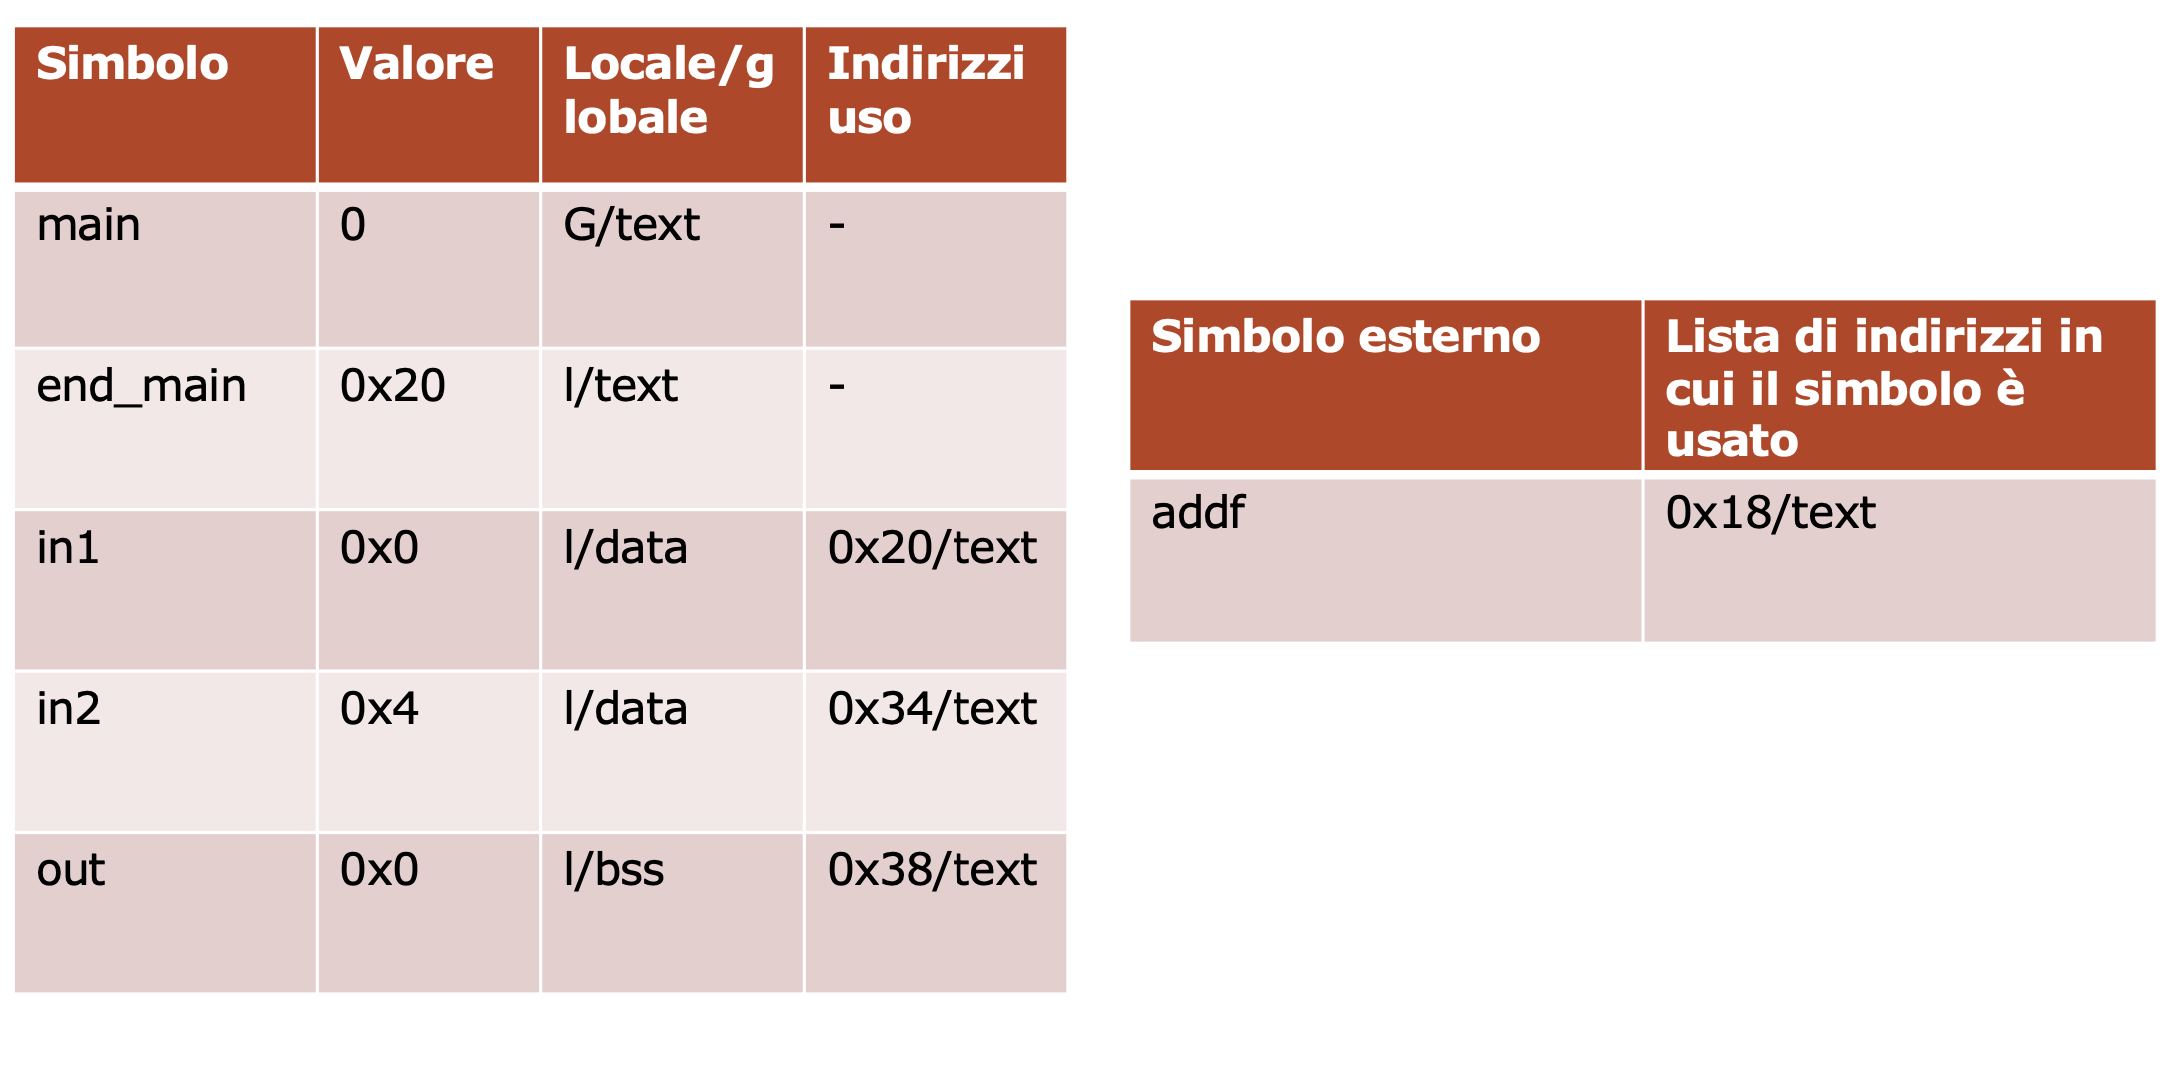 Simbolo Valore Locale/g Indirizzi
lobale uso
main 0 G/text -
end_main 0x20 l/text -
in1 0x0 l/data 0x20/text
in2 0x4 l/data 0x34/text
out 0x0 l/bss 0x38/text
Simbolo esterno Lista di indirizzi in
cui il simbolo è
usato
addf 0x18/text